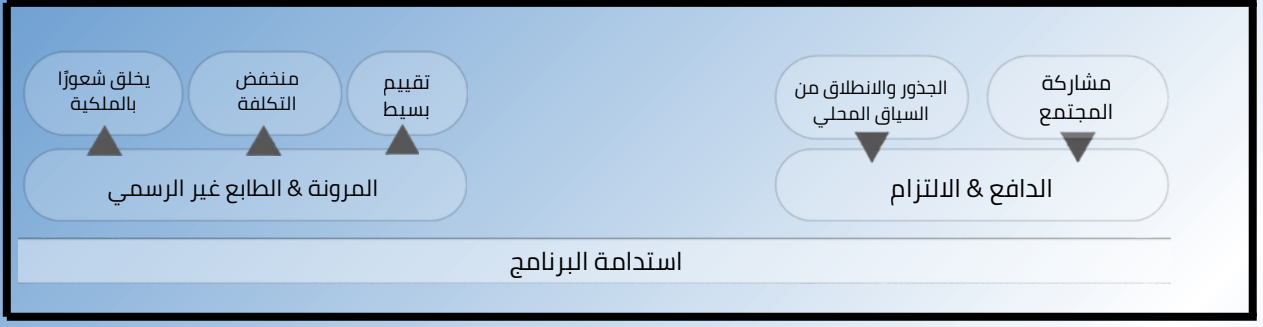 مشاركة
المجتمع
الجذور والانطلاق من
السياق المحلي
تقييم
بسيط
منخفض
التكلفة
يخلق شعورًا
بالملكية
الدافع & الالتزام
المرونة & الطابع غير الرسمي
استدامة البرنامج